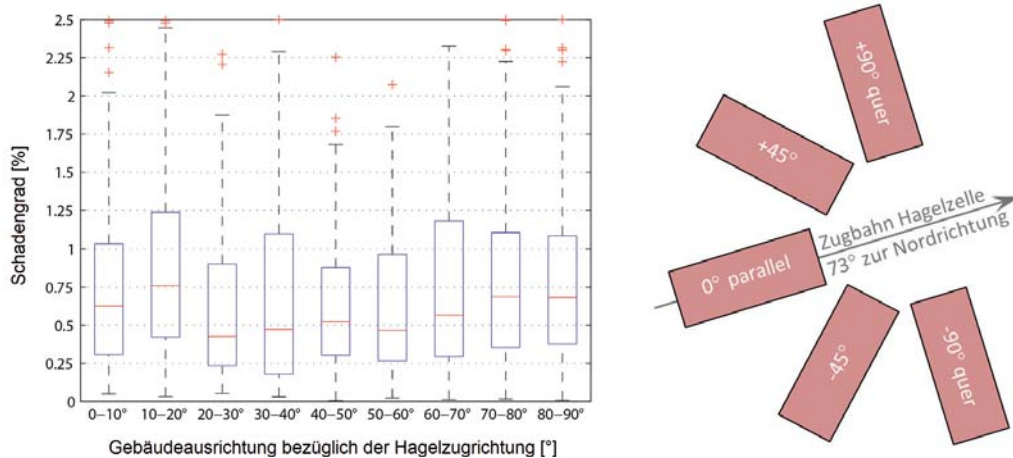 2.5
2.25
2
1.75
1.5
1.25
1
0.75
0.5
0.25
0
Schadengrad [%]
0–10° 10–20° 20–30° 30–40° 40–50° 50–60° 60–70° 70–80° 80–90°
Gebäudeausrichtung bezüglich der Hagelzugrichtung [°]
+90° quer
+45°
Zugbahn Hagelzelle
73° zur Nordrichtung
0° parallel
-45°
-90° quer